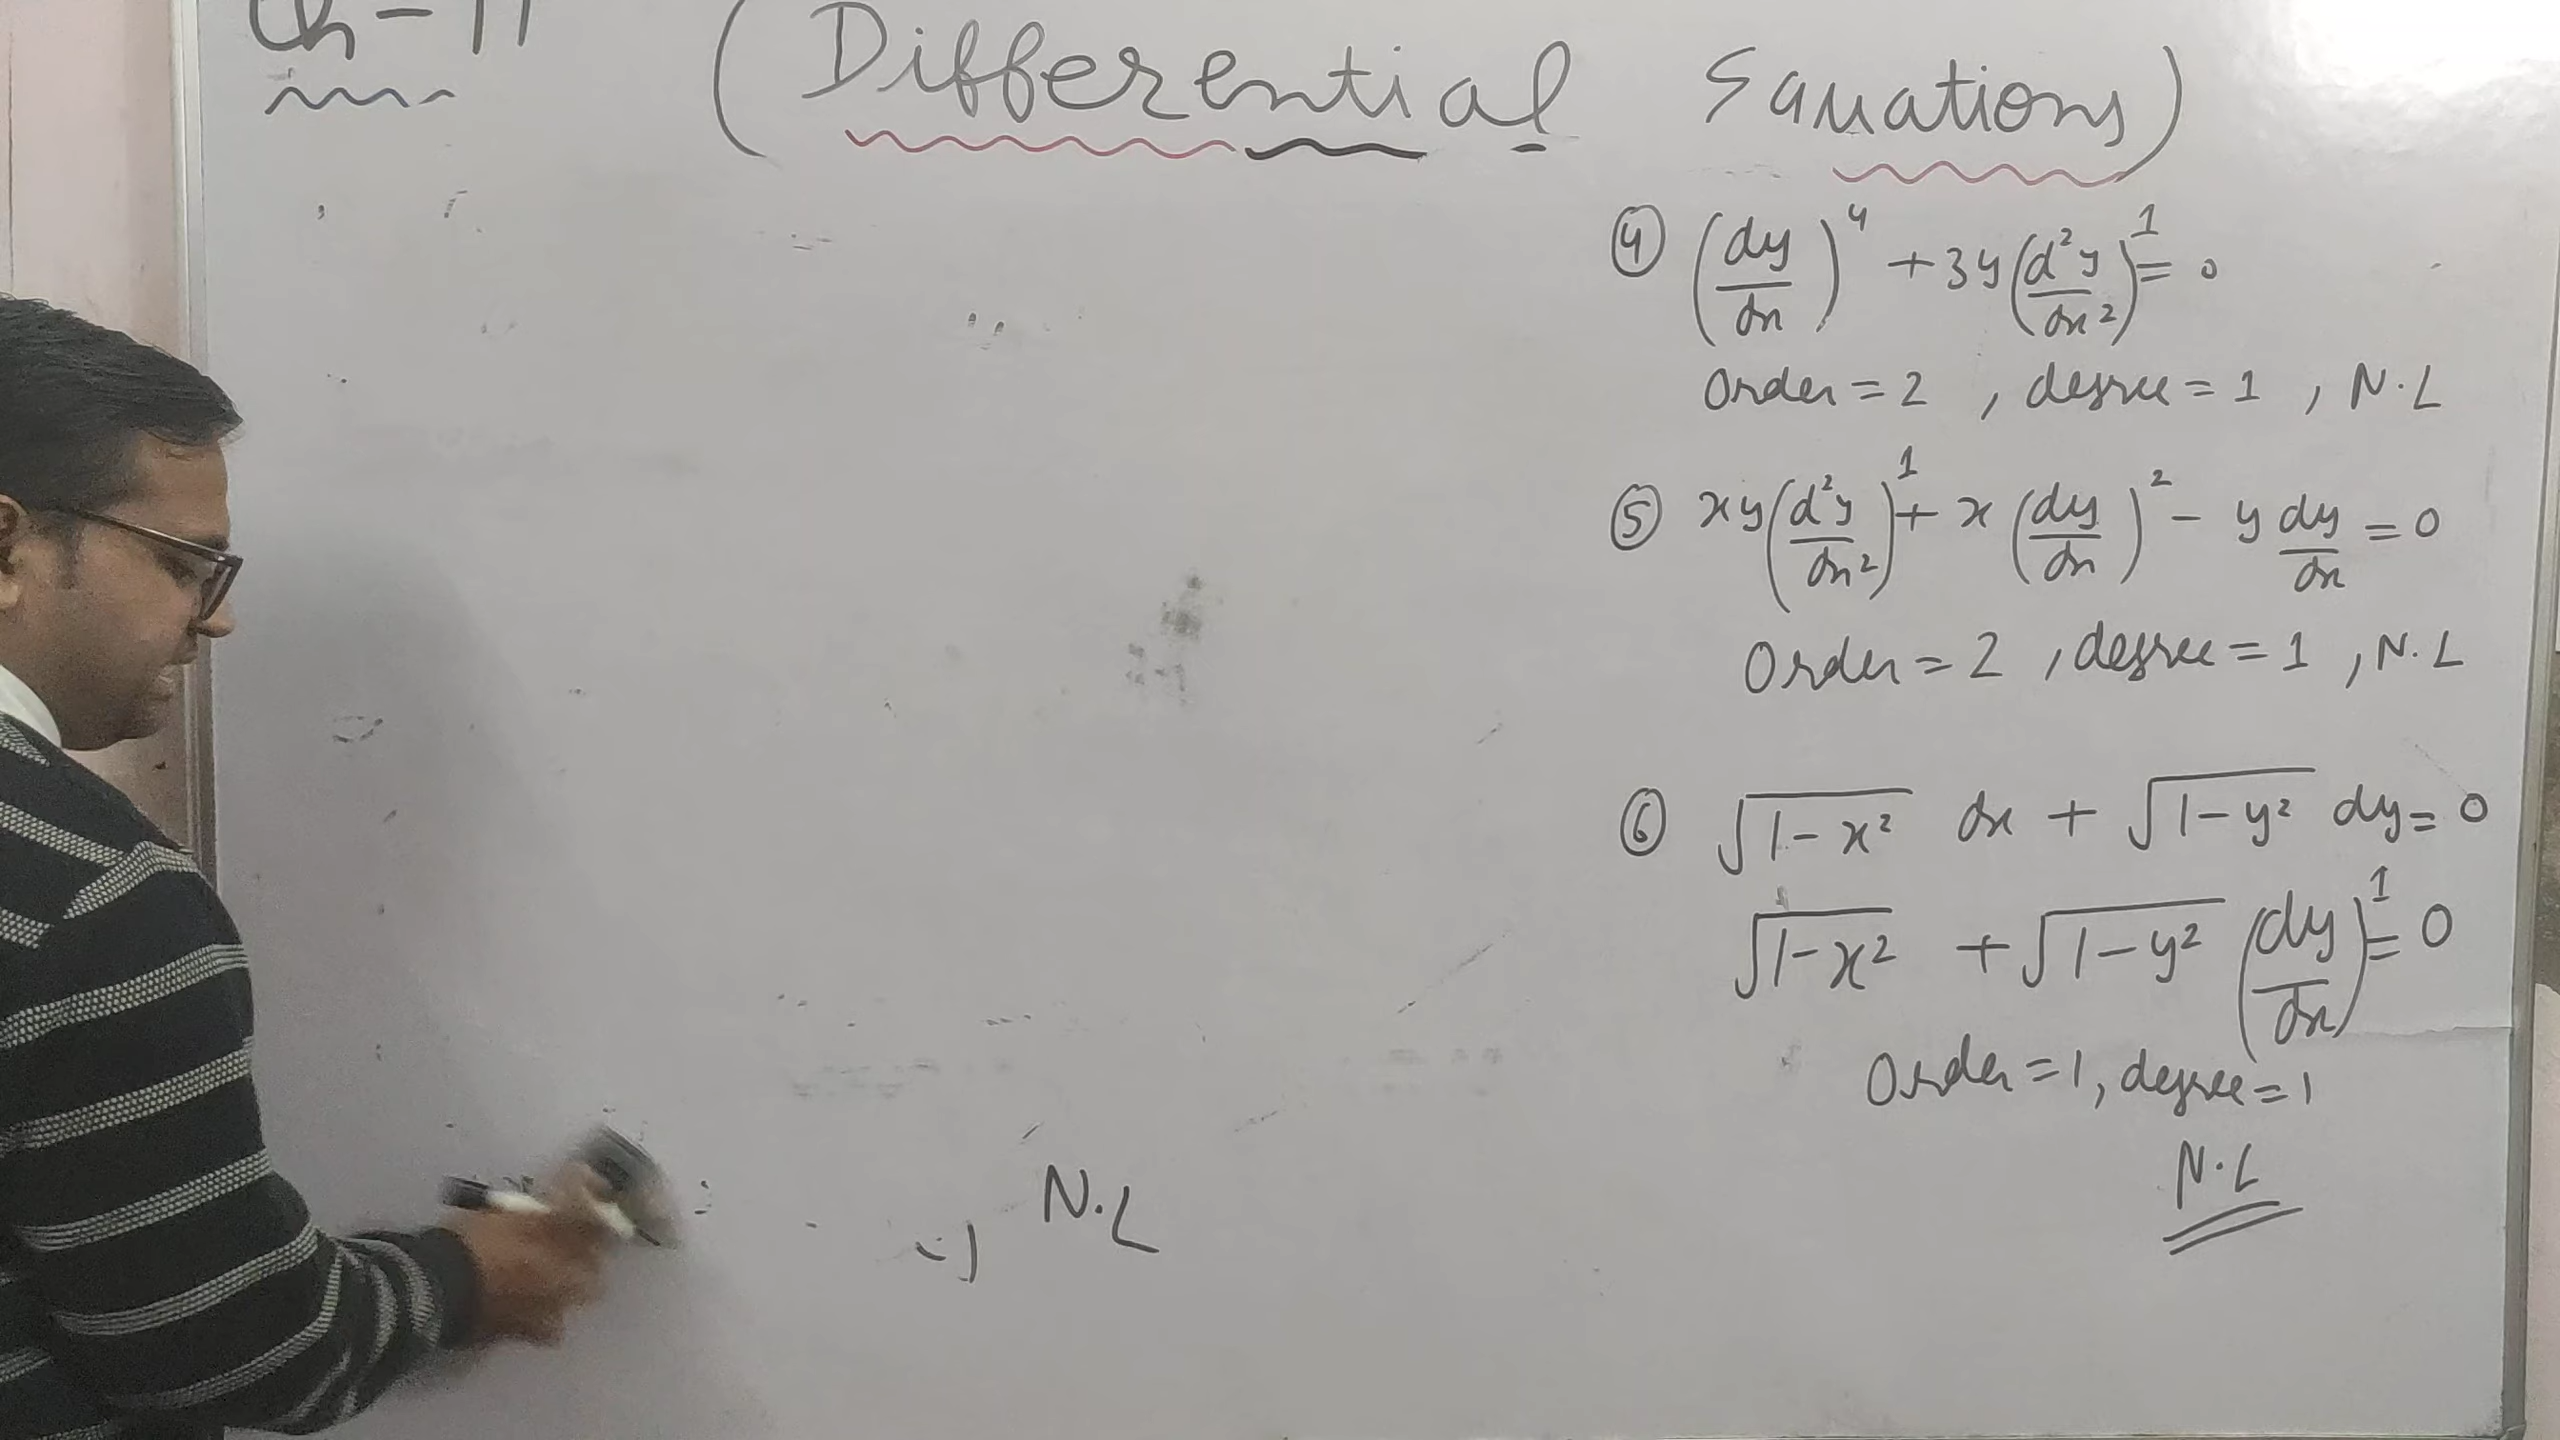 Ch - 11 (Differential Equations)
④ (dy/dx)⁴ + 3y(d²y/dx²)¹ = 0
Order = 2 , degree = 1 , N.L
⑤ xy(d²y/dx²)¹ + x(dy/dx)² - y dy/dx = 0
Order = 2 , degree = 1 , N.L
⑥ √(1-x²) dx + √(1-y²) dy = 0
√(1-x²) + √(1-y²) (dy/dx)¹ = 0
Order = 1, degree = 1
N.L
N.L